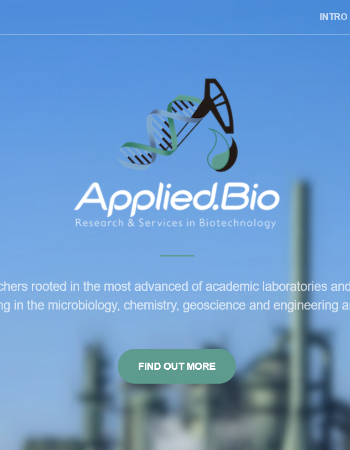 INTRO
Applied.Bio
Research & Services in Biotechnology
chers rooted in the most advanced of academic laboratories and
ng in the microbiology, chemistry, geoscience and engineering a
FIND OUT MORE